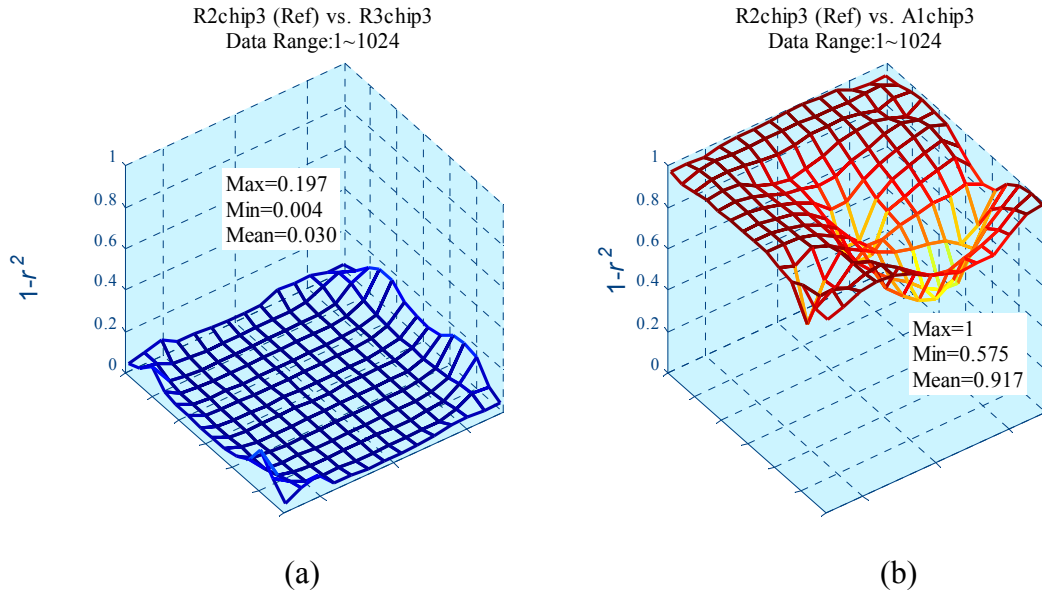 R2chip3 (Ref) vs. R3chip3
Data Range:1~1024
1
0.8
0.6
0.4
0.2
0
1-r²
Max=0.197
Min=0.004
Mean=0.030
(a)
R2chip3 (Ref) vs. A1chip3
Data Range:1~1024
1
0.8
0.6
0.4
0.2
0
1-r²
Max=1
Min=0.575
Mean=0.917
(b)